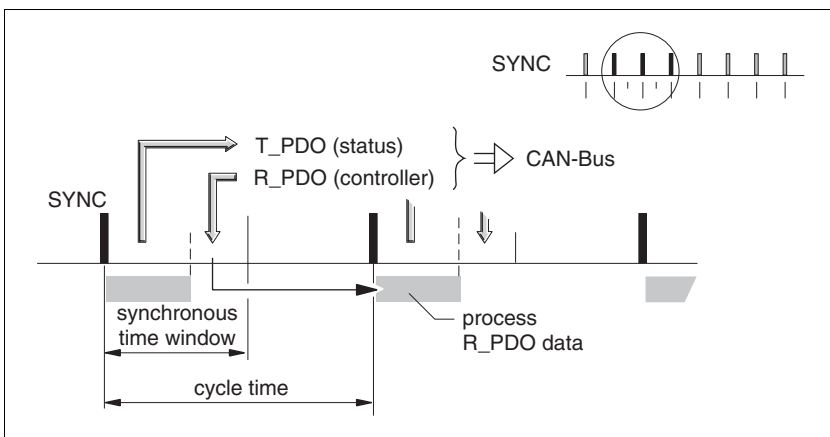 SYNC
T_PDO (status)
R_PDO (controller)
CAN-Bus
SYNC
synchronous
time window
process
R_PDO data
cycle time